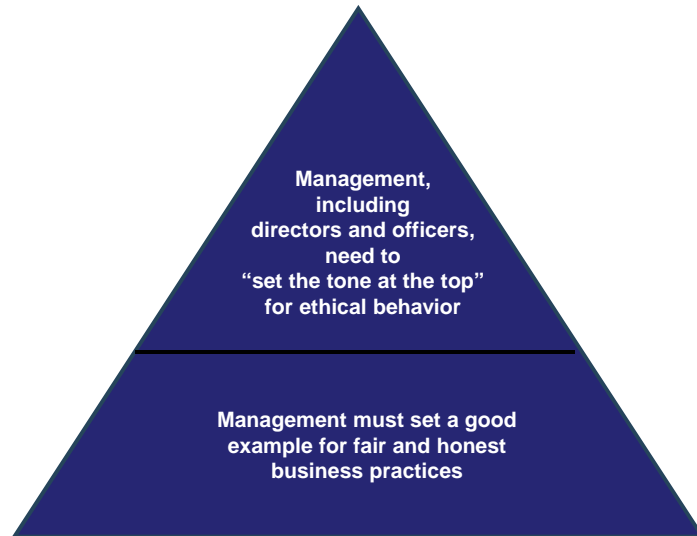 Management,
including
directors and officers,
need to
“set the tone at the top”
for ethical behavior
Management must set a good
example for fair and honest
business practices